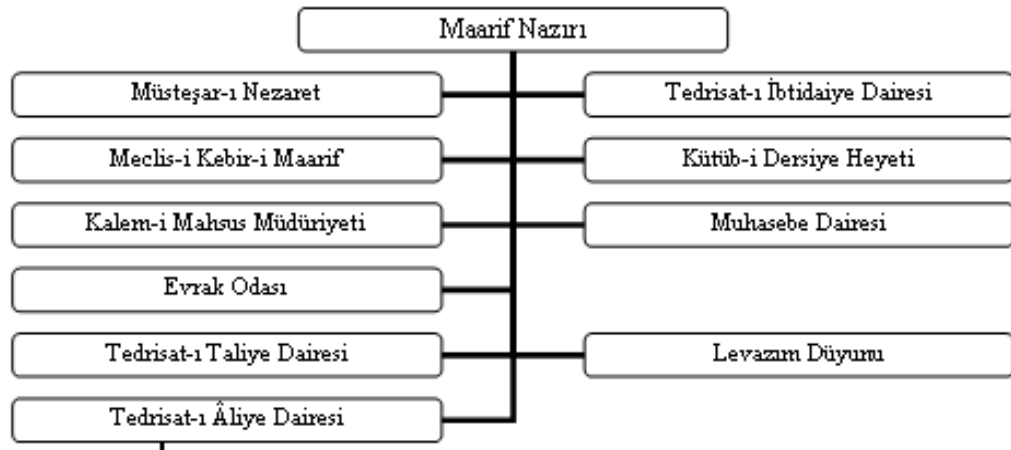 Maarif Nazırı
Müsteşar-ı Nezaret
Tedrisat-ı İbtidaiye Dairesi
Meclis-i Kebir-i Maarif
Kütüb-i Dersiye Heyeti
Kalem-i Mahsus Müdüriyeti
Muhasebe Dairesi
Evrak Odası
Tedrisat-ı Taliye Dairesi
Levazım Düyunu
Tedrisat-ı Âliye Dairesi